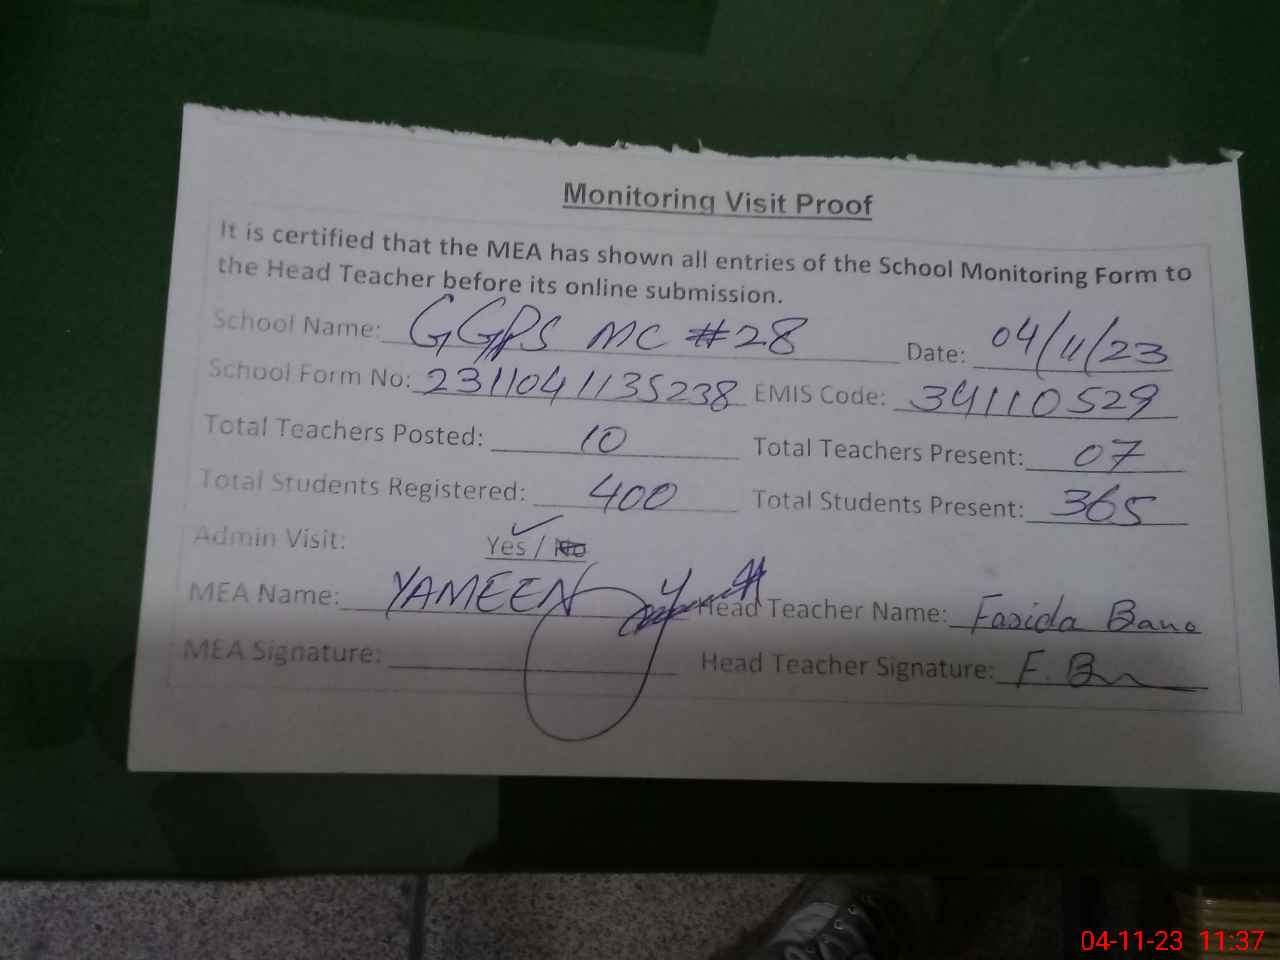 Monitoring Visit Proof
It is certified that the MEA has shown all entries of the School Monitoring Form to
the Head Teacher before its online submission.
School Name: GGPS MC #28 Date: 04/11/23
School Form No: 2311041135238 EMIS Code: 34110529
Total Teachers Posted: 10 Total Teachers Present: 07
Total Students Registered: 400 Total Students Present: 365
Admin Visit: Yes / No
MEA Name: YAMEEN Head Teacher Name: Farida Bano
MEA Signature: Head Teacher Signature: F. B
04-11-23 11:37